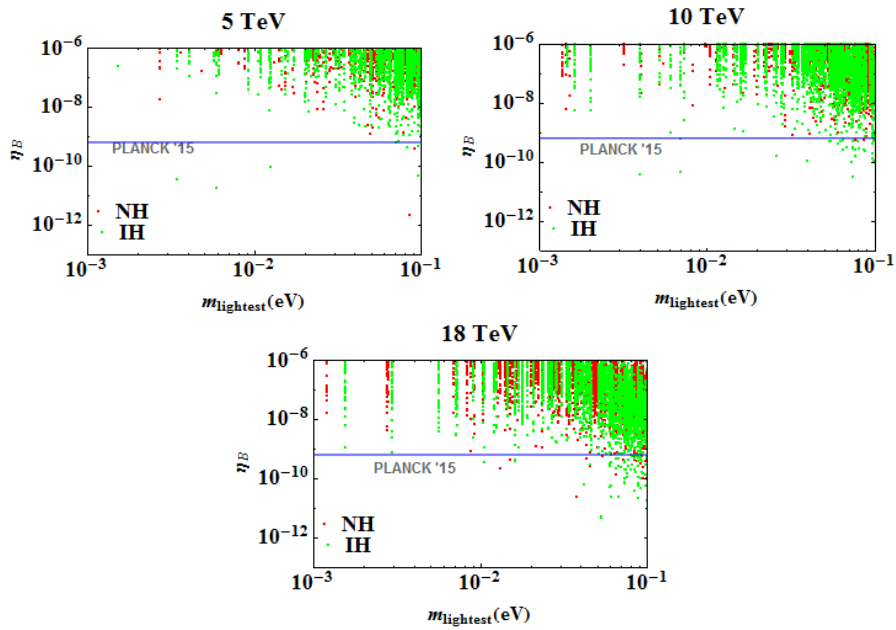 5 TeV
10⁻⁶
10⁻⁸
10⁻¹⁰
10⁻¹²
η_B
PLANCK '15
NH
IH
10⁻³
10⁻²
10⁻¹
m_lightest(eV)
10 TeV
10⁻⁶
10⁻⁸
10⁻¹⁰
10⁻¹²
η_B
PLANCK '15
NH
IH
10⁻³
10⁻²
10⁻¹
m_lightest(eV)
18 TeV
10⁻⁶
10⁻⁸
10⁻¹⁰
10⁻¹²
η_B
PLANCK '15
NH
IH
10⁻³
10⁻²
10⁻¹
m_lightest(eV)